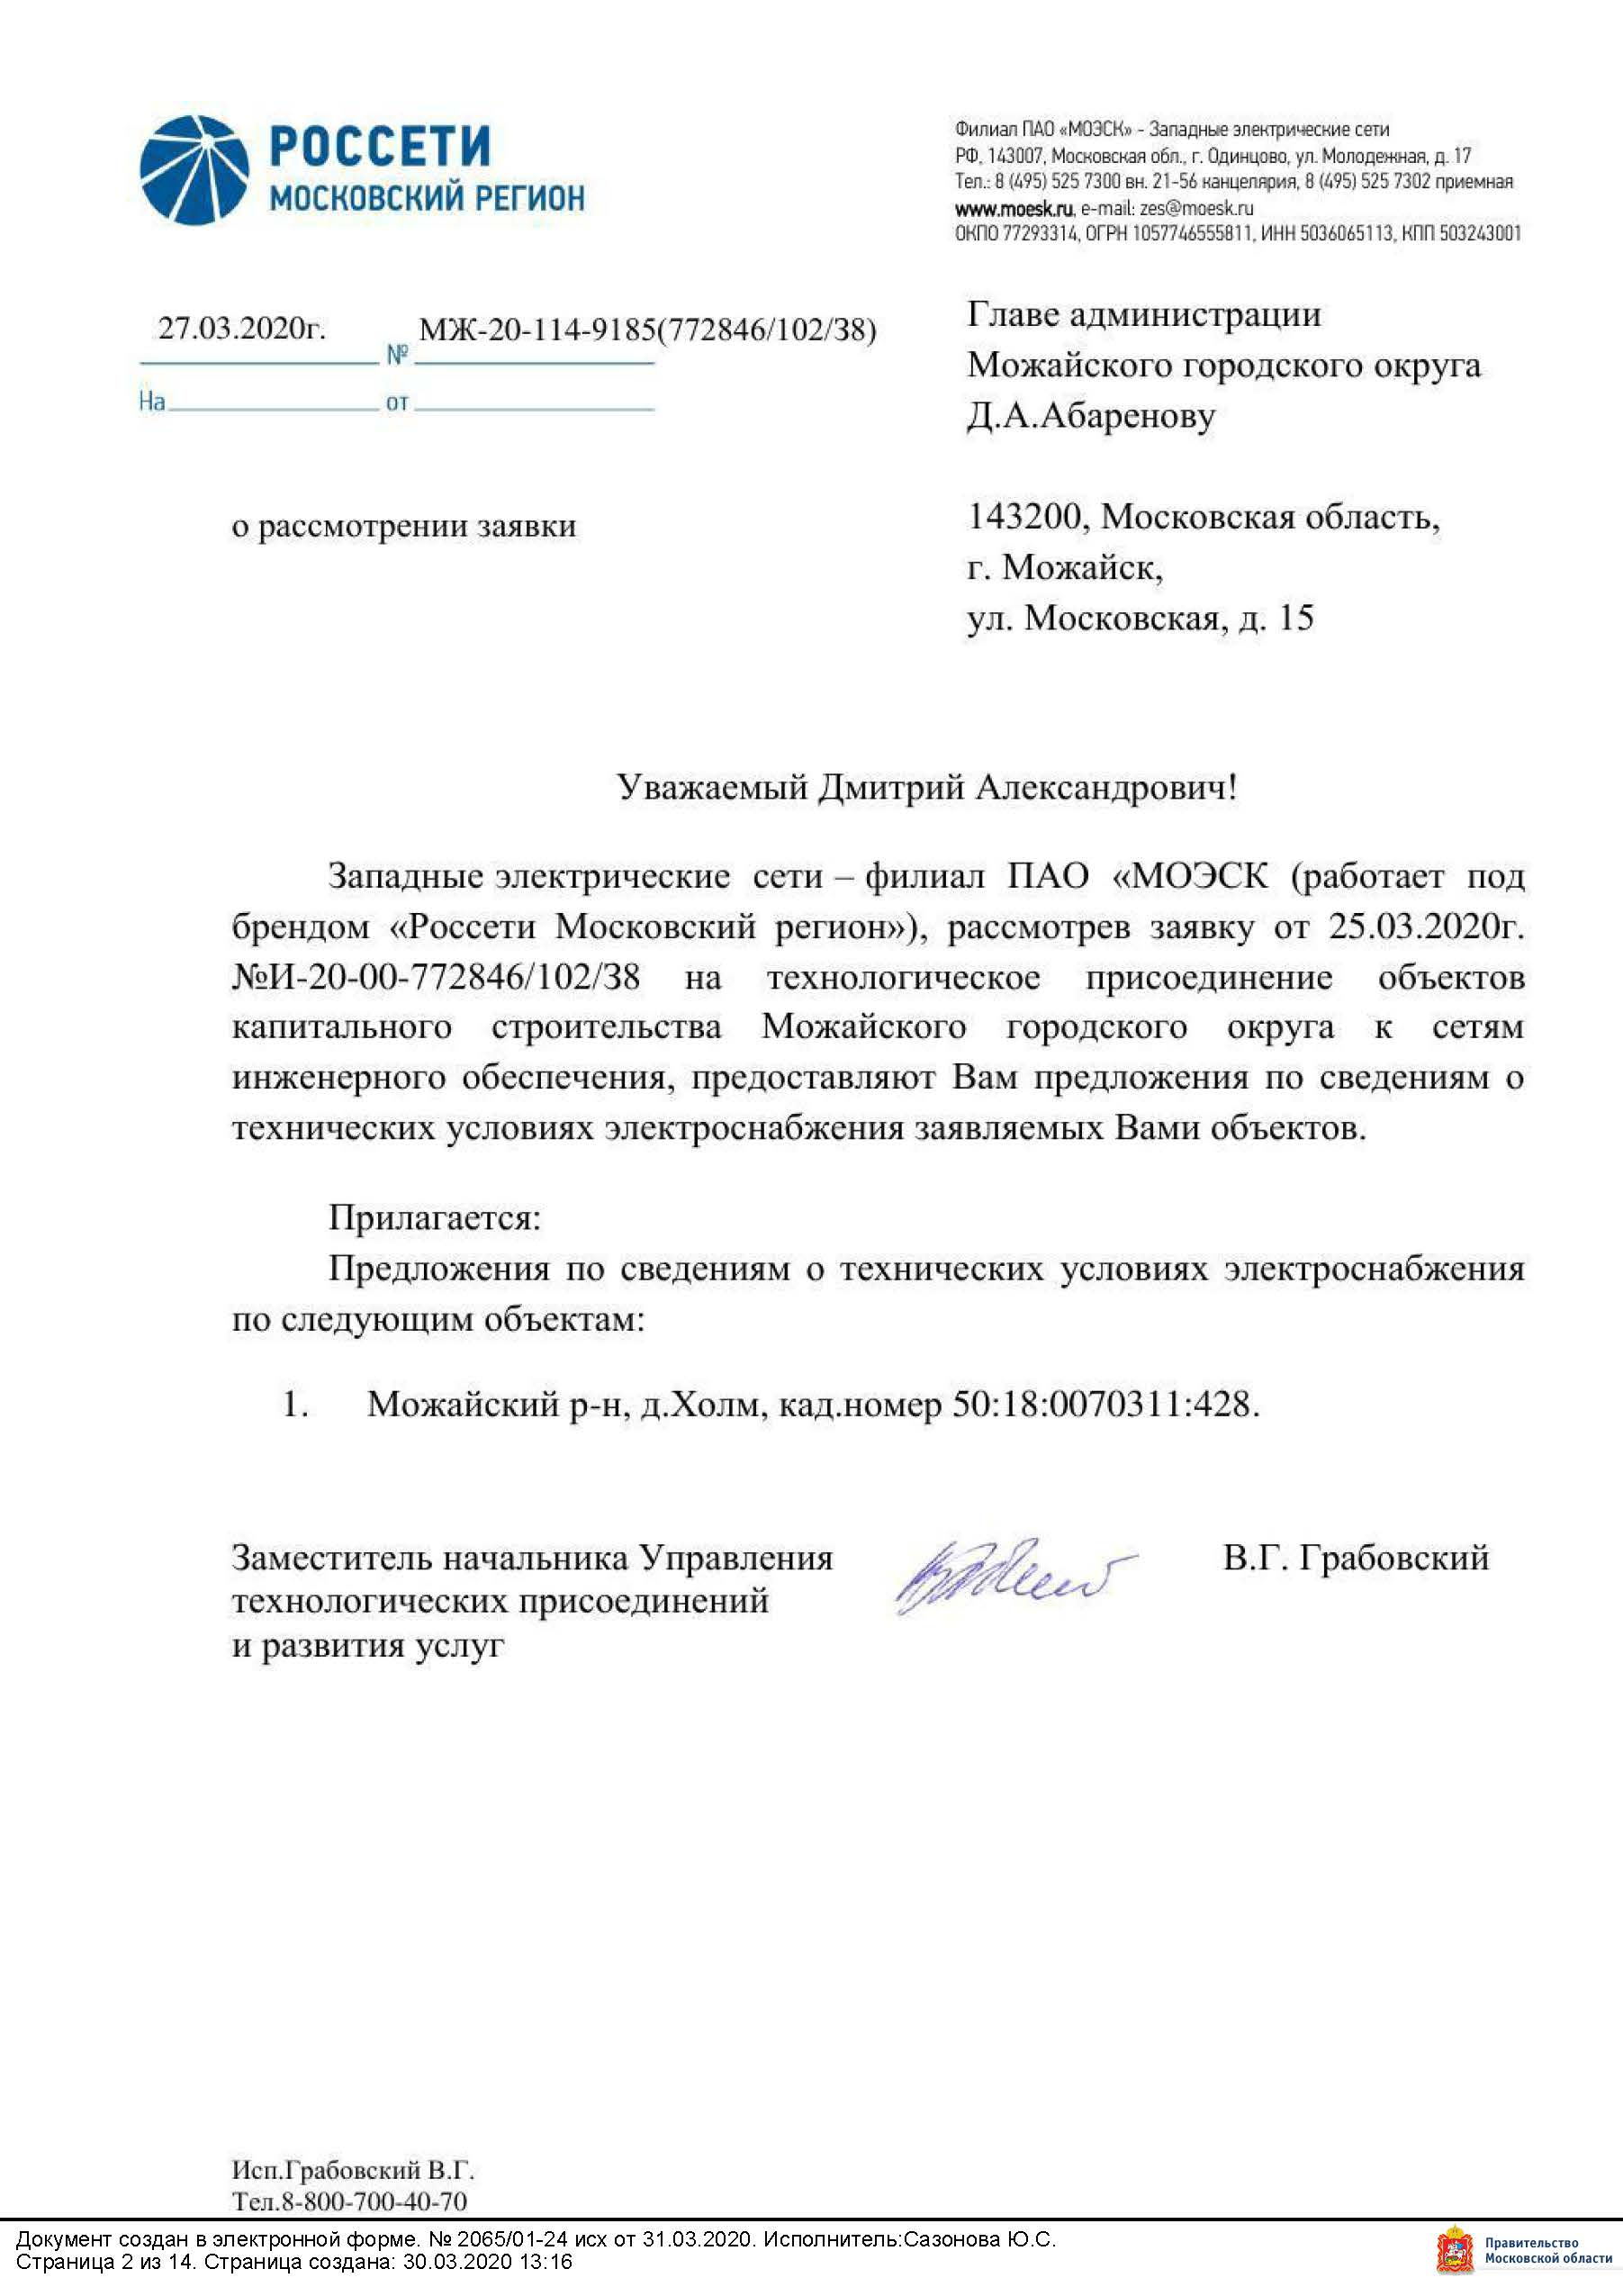 РОССЕТИ
МОСКОВСКИЙ РЕГИОН
Филиал ПАО «МОЭСК» - Западные электрические сети
РФ, 143007, Московская обл., г. Одинцово, ул. Молодежная, д. 17
Тел.: 8 (495) 525 7300 вн. 21-56 канцелярия, 8 (495) 525 7302 приемная
www.moesk.ru, e-mail: zes@moesk.ru
ОКПО 77293314, ОГРН 1057746555811, ИНН 5036065113, КПП 503243001
27.03.2020г. № МЖ-20-114-9185(772846/102/38)
На от
Главе администрации
Можайского городского округа
Д.А.Абаренову
о рассмотрении заявки
143200, Московская область,
г. Можайск,
ул. Московская, д. 15
Уважаемый Дмитрий Александрович!
Западные электрические сети – филиал ПАО «МОЭСК (работает под
брендом «Россети Московский регион»), рассмотрев заявку от 25.03.2020г.
№И-20-00-772846/102/38 на технологическое присоединение объектов
капитального строительства Можайского городского округа к сетям
инженерного обеспечения, предоставляют Вам предложения по сведениям о
технических условиях электроснабжения заявляемых Вами объектов.
Прилагается:
Предложения по сведениям о технических условиях электроснабжения
по следующим объектам:
1. Можайский р-н, д.Холм, кад.номер 50:18:0070311:428.
Заместитель начальника Управления
технологических присоединений
и развития услуг
В.Г. Грабовский
Исп.Грабовский В.Г.
Тел.8-800-700-40-70
Документ создан в электронной форме. № 2065/01-24 исх от 31.03.2020. Исполнитель:Сазонова Ю.С.
Страница 2 из 14. Страница создана: 30.03.2020 13:16
Правительство
Московской области